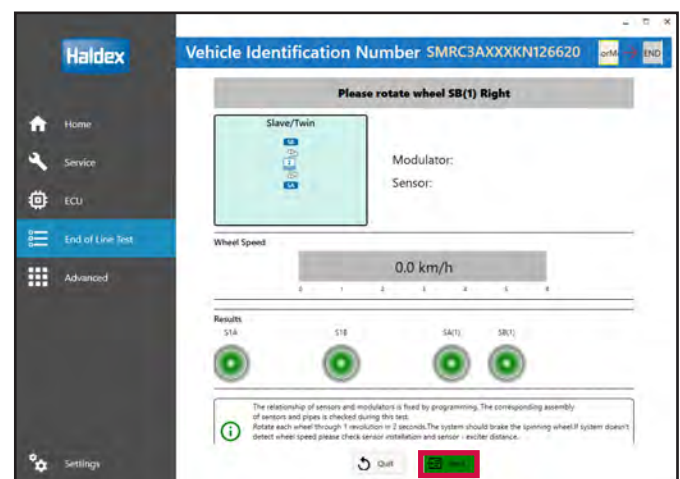 Haldex
Vehicle Identification Number SMRC3AXXXKN126620
orM
END
Please rotate wheel SB(1) Right
Home
Service
ECU
End of Line Test
Advanced
Settings
Slave/Twin
SB
SA
Modulator:
Sensor:
Wheel Speed
0.0 km/h
Results
S1A S1B SA(1) SB(1)
The relationship of sensors and modulators is fixed by programming. The corresponding assembly
of sensors and pipes is checked during this test.
Rotate each wheel through 1 revolution in 2 seconds.The system should brake the spinning wheel.If system doesn't
detect wheel speed please check sensor installation and sensor - exciter distance.
Quit